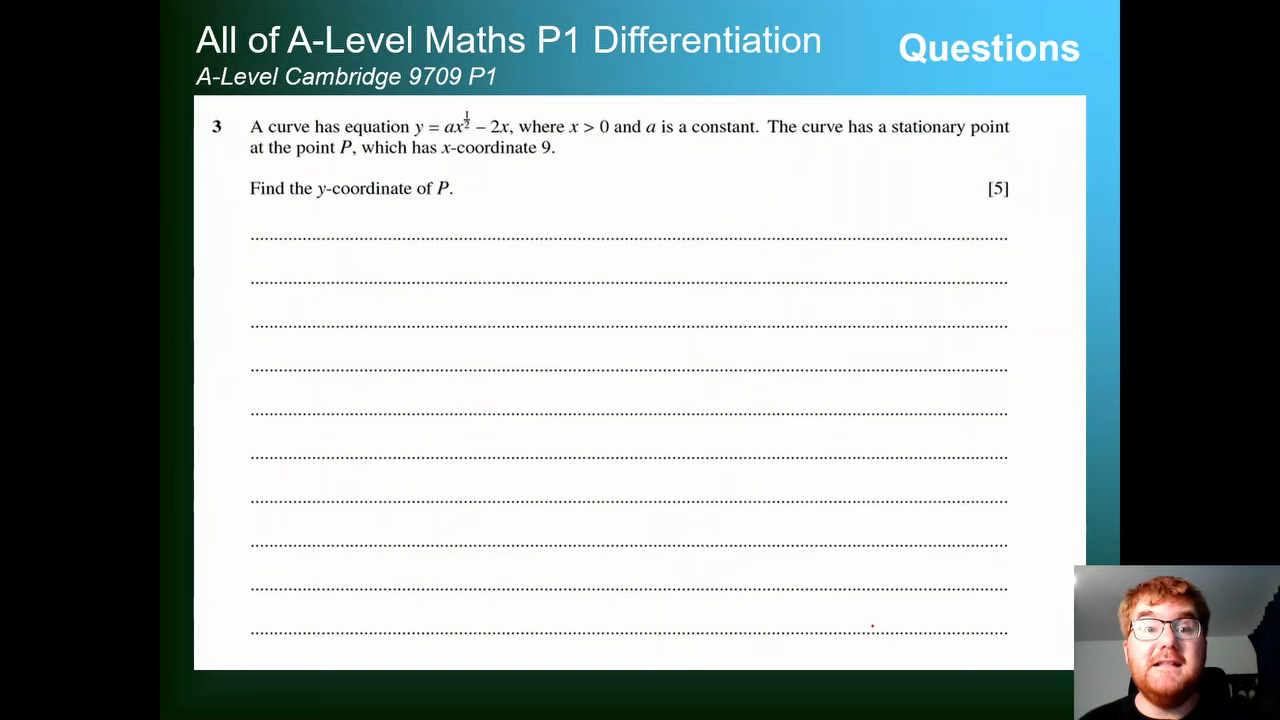 All of A-Level Maths P1 Differentiation
Questions
A-Level Cambridge 9709 P1
3 A curve has equation y = ax^{1/2} – 2x, where x > 0 and a is a constant. The curve has a stationary point
at the point P, which has x-coordinate 9.
Find the y-coordinate of P. [5]